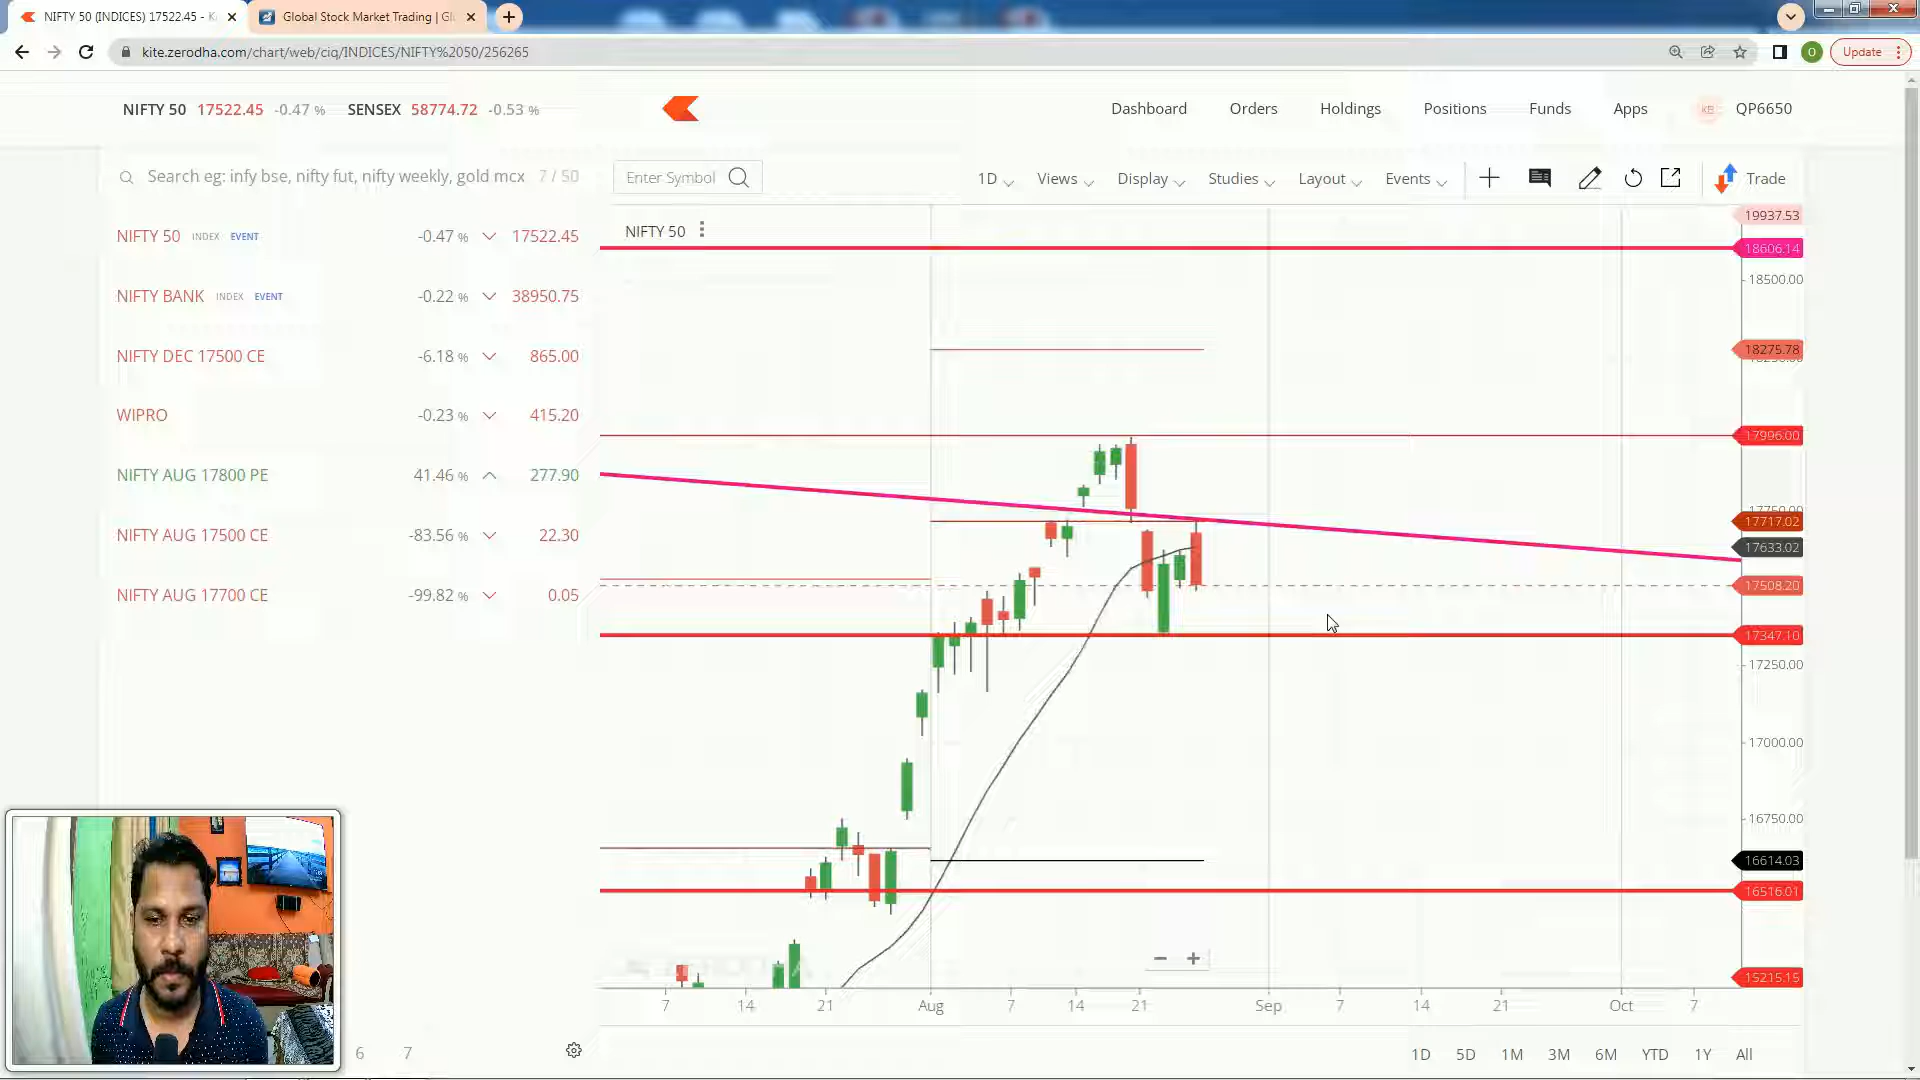 NIFTY 50 (INDICES) 17522.45 - K
Global Stock Market Trading | Gl
kite.zerodha.com/chart/web/ciq/INDICES/NIFTY%2050/256265
O
Update
NIFTY 50 17522.45 -0.47 % SENSEX 58774.72 -0.53 %
Dashboard Orders Holdings Positions Funds Apps KB QP6650
Search eg: infy bse, nifty fut, nifty weekly, gold mcx 7 / 50
Enter Symbol
1D Views Display Studies Layout Events Trade
NIFTY 50 INDEX EVENT -0.47 % 17522.45
NIFTY BANK INDEX EVENT -0.22 % 38950.75
NIFTY DEC 17500 CE -6.18 % 865.00
WIPRO -0.23 % 415.20
NIFTY AUG 17800 PE 41.46 % 277.90
NIFTY AUG 17500 CE -83.56 % 22.30
NIFTY AUG 17700 CE -99.82 % 0.05
6 7
NIFTY 50
19937.53
18606.14
18500.00
18275.78
17996.00
17750.00
17717.02
17633.02
17508.20
17347.10
17250.00
17000.00
16750.00
16614.03
16516.01
15215.15
7 14 21 Aug 7 14 21 Sep 7 14 21 Oct 7
1D 5D 1M 3M 6M YTD 1Y All